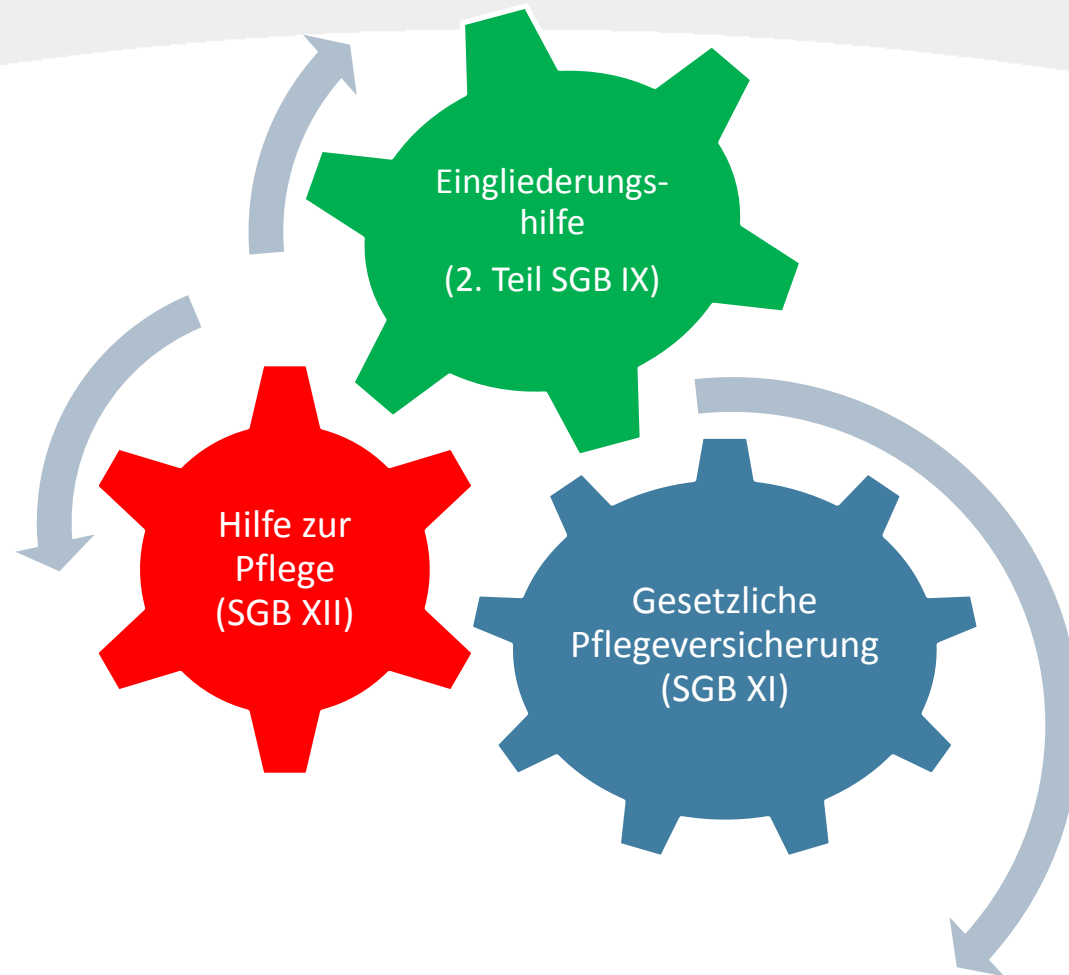 Eingliederungs-
hilfe
(2. Teil SGB IX)
Hilfe zur
Pflege
(SGB XII)
Gesetzliche
Pflegeversicherung
(SGB XI)